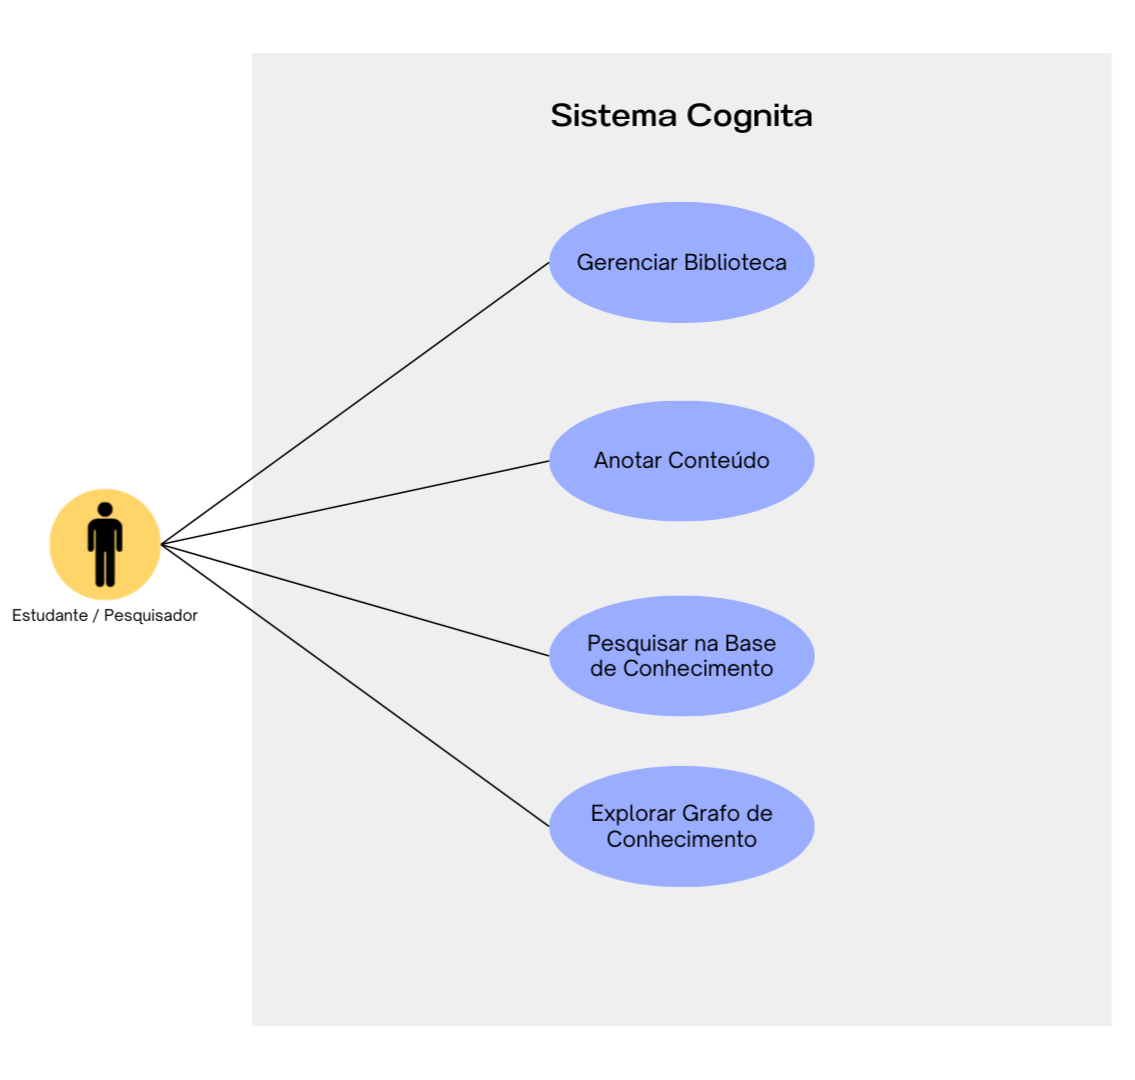 Sistema Cognita
Gerenciar Biblioteca
Anotar Conteúdo
Estudante / Pesquisador
Pesquisar na Base
de Conhecimento
Explorar Grafo de
Conhecimento